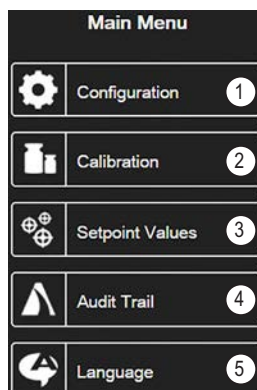 Main Menu
Configuration 1
Calibration 2
Setpoint Values 3
Audit Trail 4
Language 5